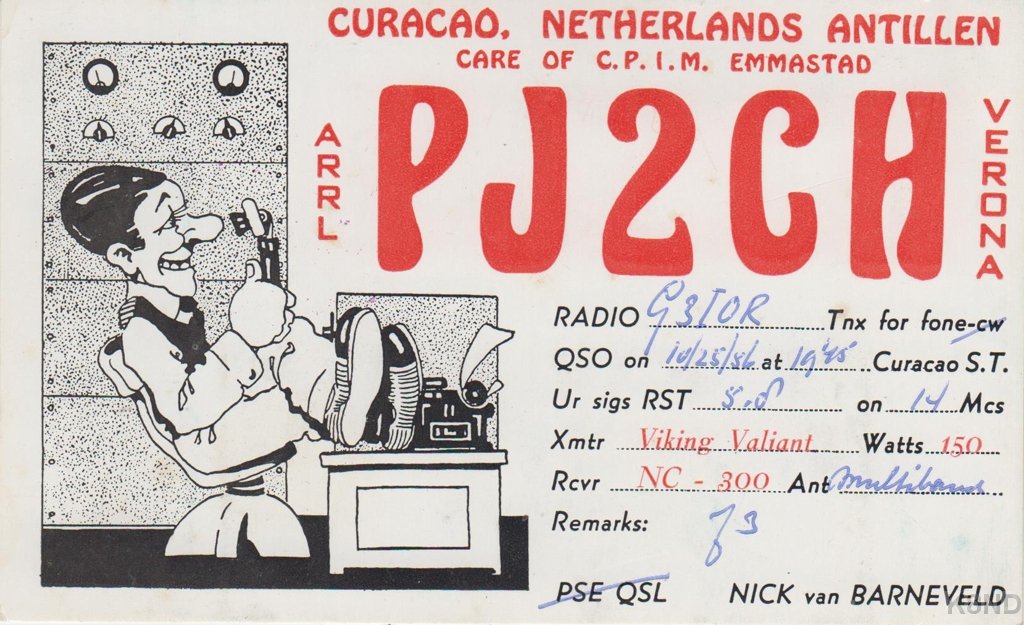 CURACAO, NETHERLANDS ANTILLEN
CARE OF C.P.I.M. EMMASTAD
ARRL
PJ2CH
VERONA
RADIO G3IOR Tnx for fone-cw
QSO on 10/25/56 at 19'45' Curacao S.T.
Ur sigs RST 5.8 on 14 Mcs
Xmtr Viking Valiant Watts 150
Rcvr NC - 300 Ant Multiband
Remarks: 73
PSE QSL NICK van BARNEVELD
K8ND